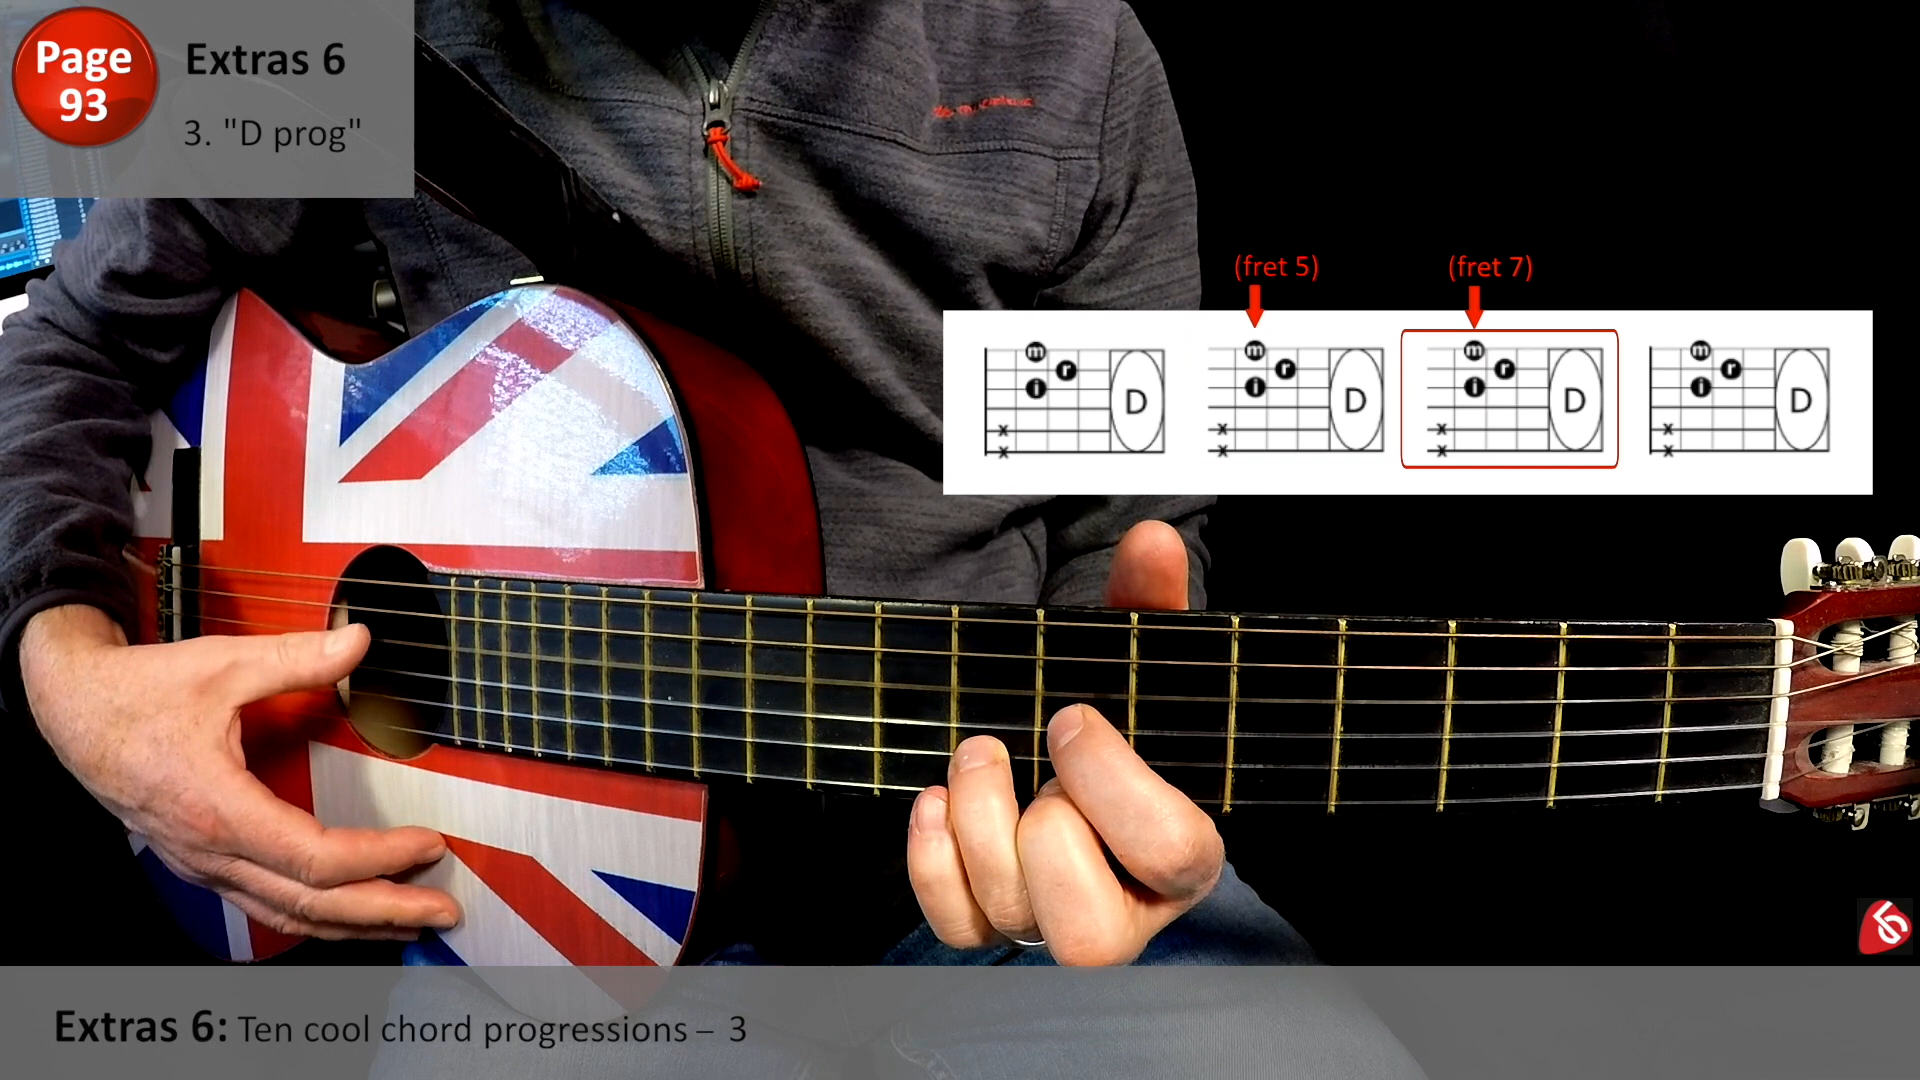 Page
93
Extras 6
3. "D prog"
(fret 5)
(fret 7)
m
r
i
D
x
x
m
r
i
D
x
x
m
r
i
D
x
x
m
r
i
D
x
x
Extras 6: Ten cool chord progressions – 3